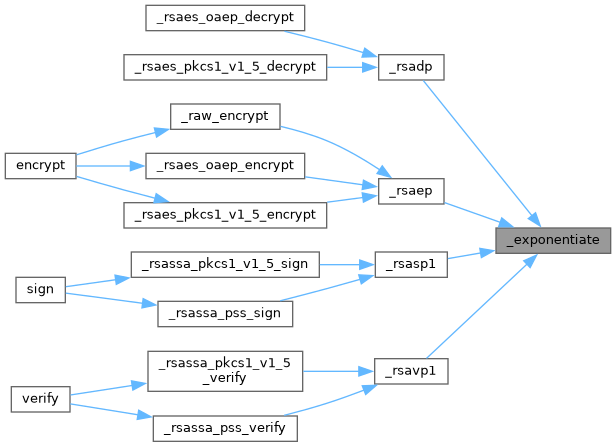 _rsaes_oaep_decrypt
_rsaes_pkcs1_v1_5_decrypt
_rsadp
_raw_encrypt
encrypt
_rsaes_oaep_encrypt
_rsaep
_rsaes_pkcs1_v1_5_encrypt
_exponentiate
_rsassa_pkcs1_v1_5_sign
_rsasp1
sign
_rsassa_pss_sign
_rsassa_pkcs1_v1_5
_verify
_rsavp1
verify
_rsassa_pss_verify